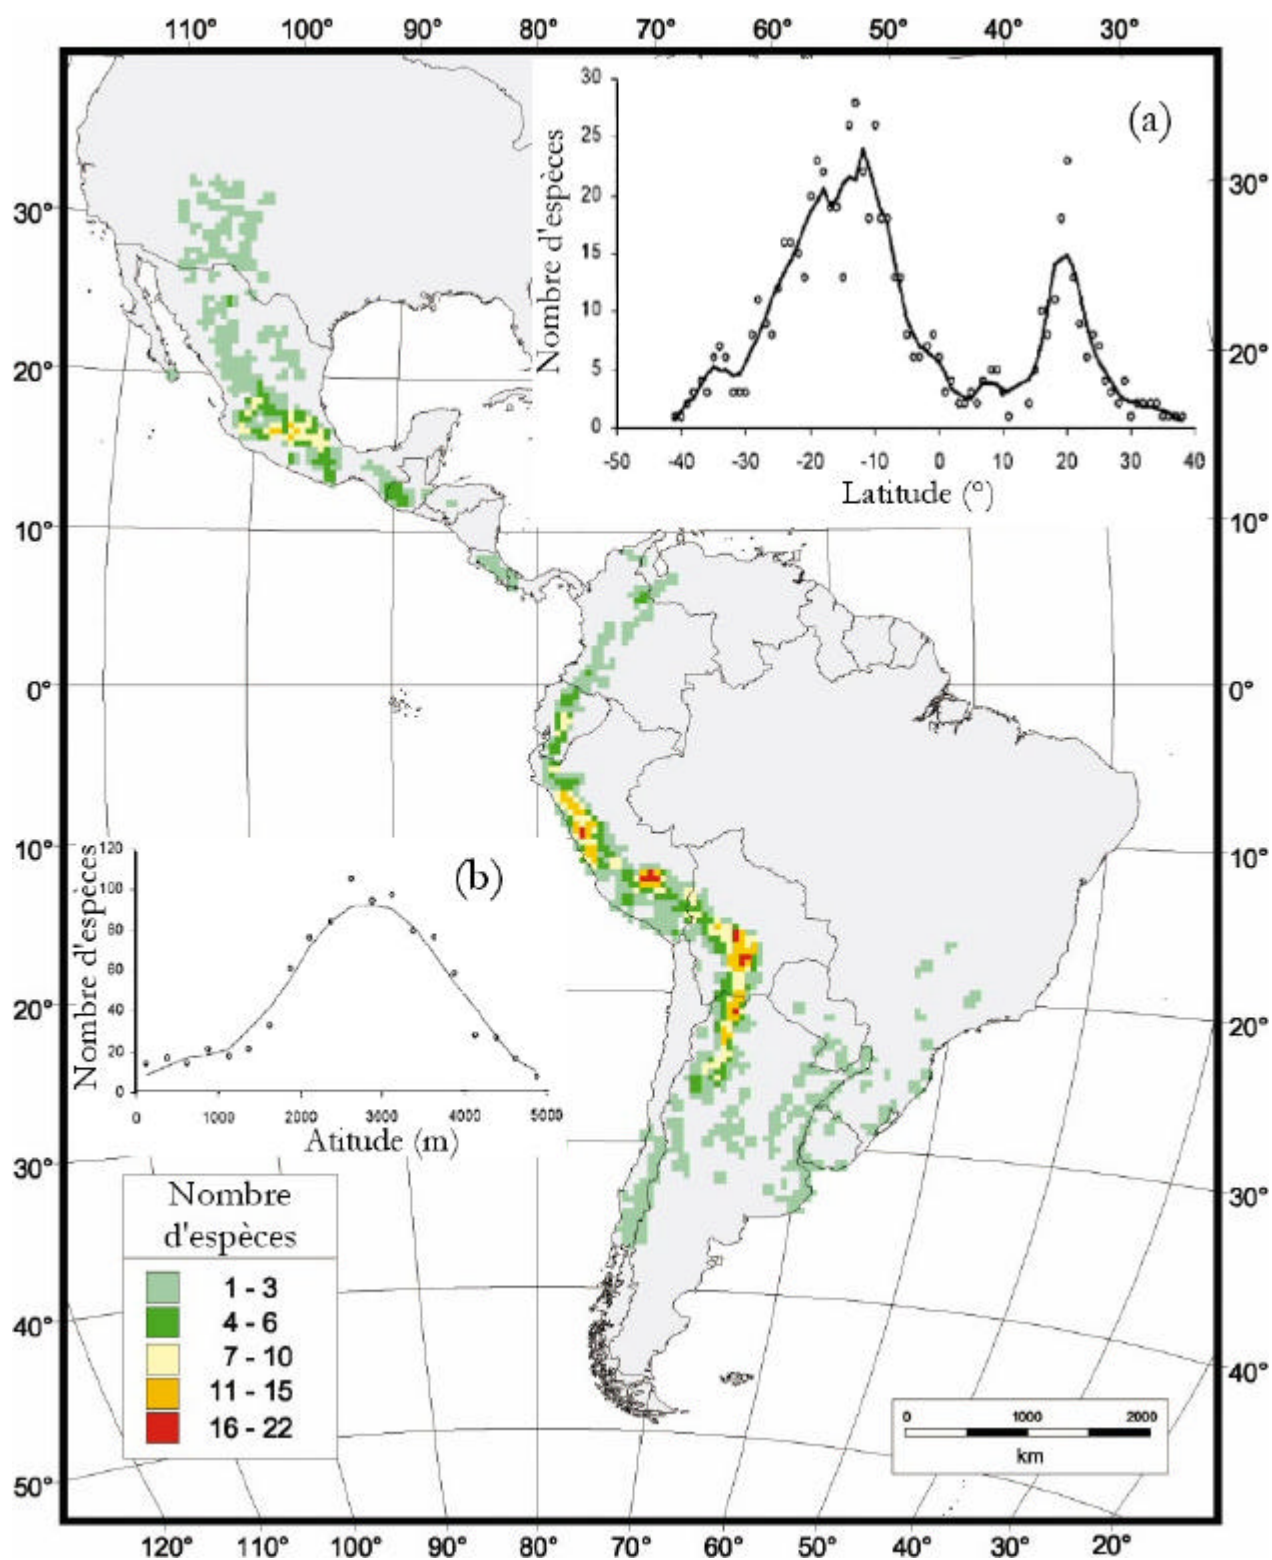 110° 100° 90° 80° 70° 60° 50° 40° 30°
30
25
20
15
10
5
0
Nombre d'espèces
(a)
-50 -40 -30 -20 -10 0 10 20 30 40
Latitude (°)
30°
20°
10°
0°
10°
20°
30°
40°
50°
30°
20°
10°
0°
10°
20°
30°
40°
120
100
80
60
40
20
0
Nombre d'espèces
(b)
0 1000 2000 3000 4000 5000
Atitude (m)
Nombre
d'espèces
1 - 3
4 - 6
7 - 10
11 - 15
16 - 22
0 1000 2000
km
120° 110° 100° 90° 80° 70° 60° 50° 40° 30° 20°